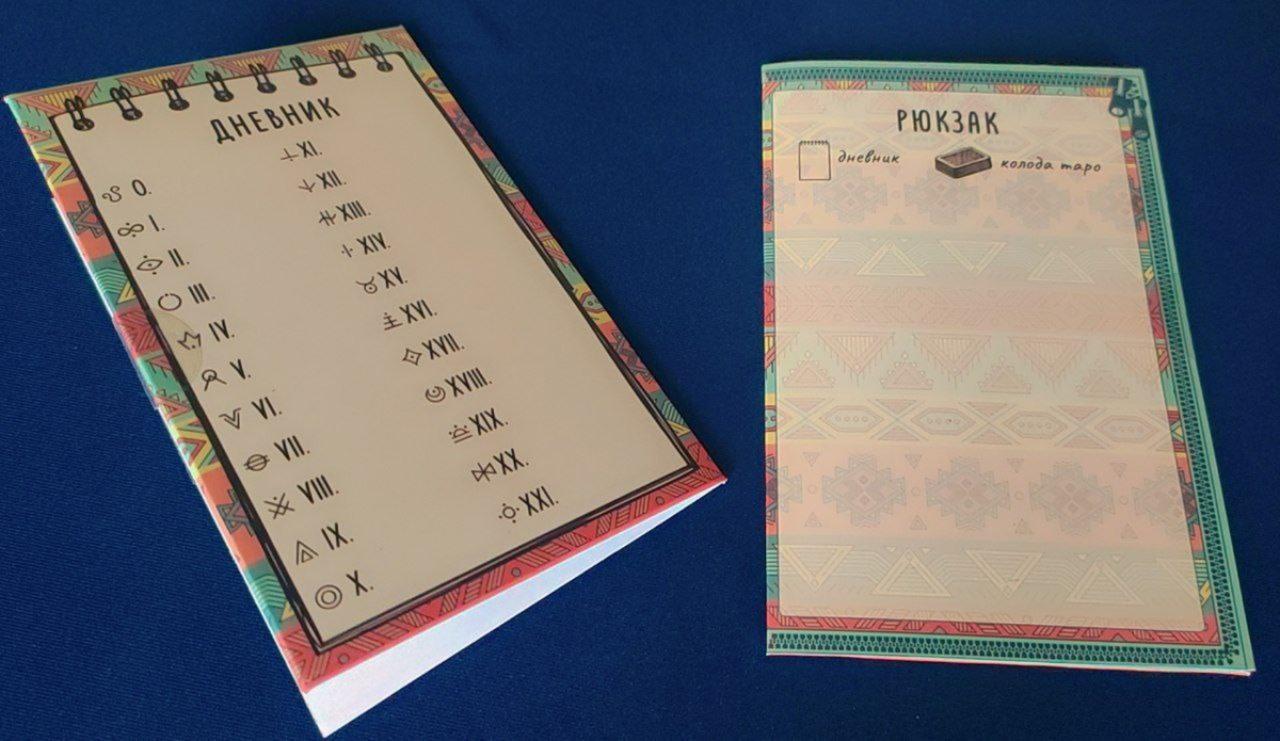 ДНЕВНИК
0.
I.
II.
III.
IV.
V.
VI.
VII.
VIII.
IX.
X.
XI.
XII.
XIII.
XIV.
XV.
XVI.
XVII.
XVIII.
XIX.
XX.
XXI.
РЮКЗАК
дневник
колода таро